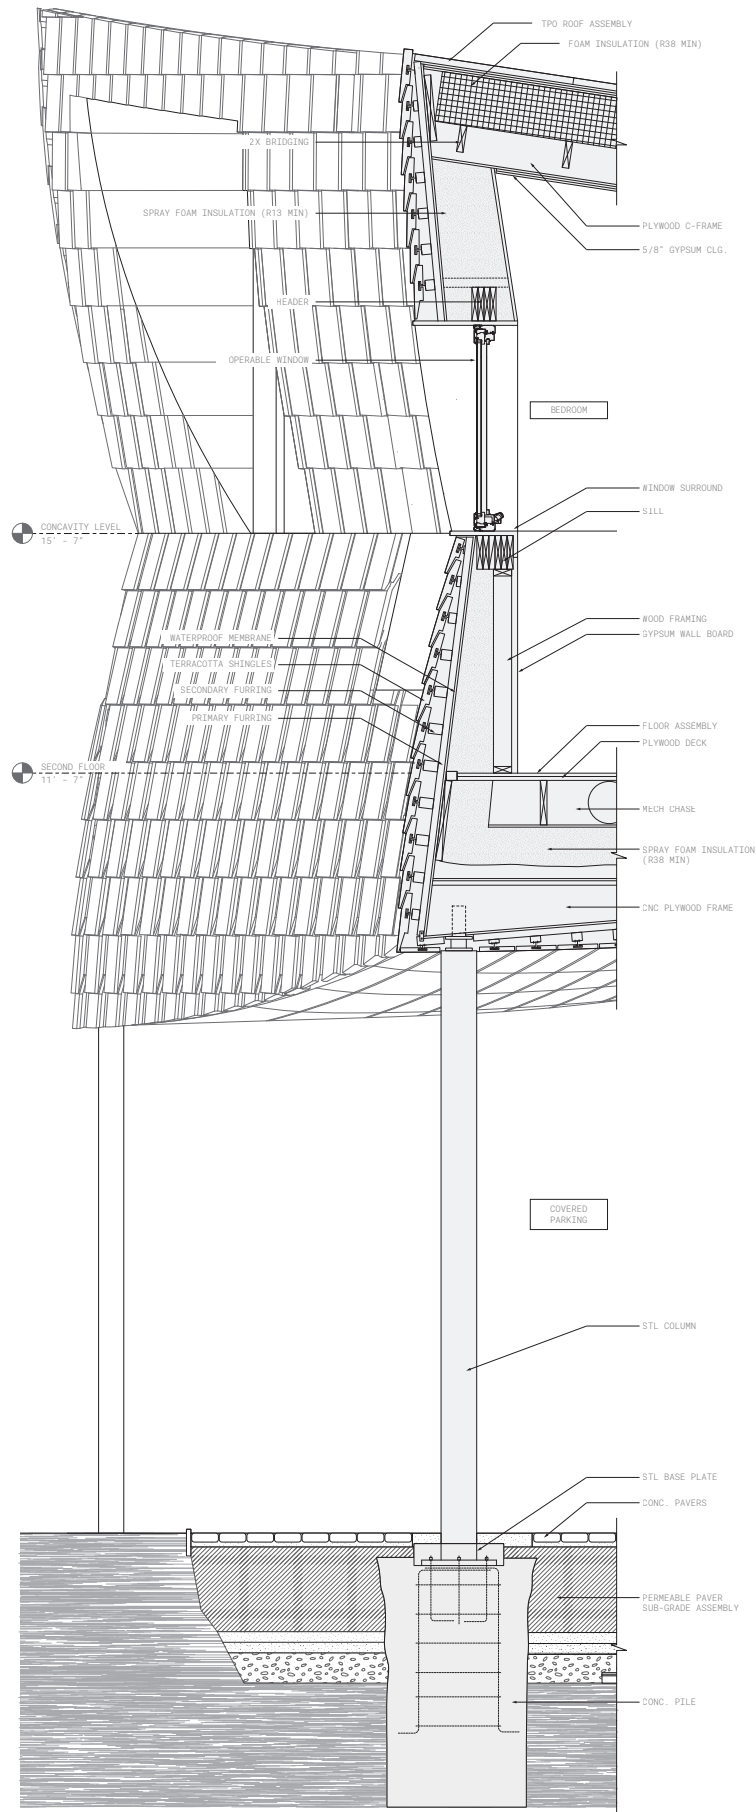 TPO ROOF ASSEMBLY
FOAM INSULATION (R38 MIN)
2X BRIDGING
SPRAY FOAM INSULATION (R13 MIN)
PLYWOOD C-FRAME
5/8" GYPSUM CLG.
HEADER
OPERABLE WINDOW
BEDROOM
WINDOW SURROUND
SILL
CONCAVITY LEVEL
15' - 7"
WOOD FRAMING
GYPSUM WALL BOARD
WATERPROOF MEMBRANE
TERRACOTTA SHINGLES
SECONDARY FURRING
PRIMARY FURRING
FLOOR ASSEMBLY
PLYWOOD DECK
SECOND FLOOR
11' - 7"
MECH CHASE
SPRAY FOAM INSULATION
(R38 MIN)
CNC PLYWOOD FRAME
COVERED
PARKING
STL COLUMN
STL BASE PLATE
CONC. PAVERS
PERMEABLE PAVER
SUB-GRADE ASSEMBLY
CONC. PILE